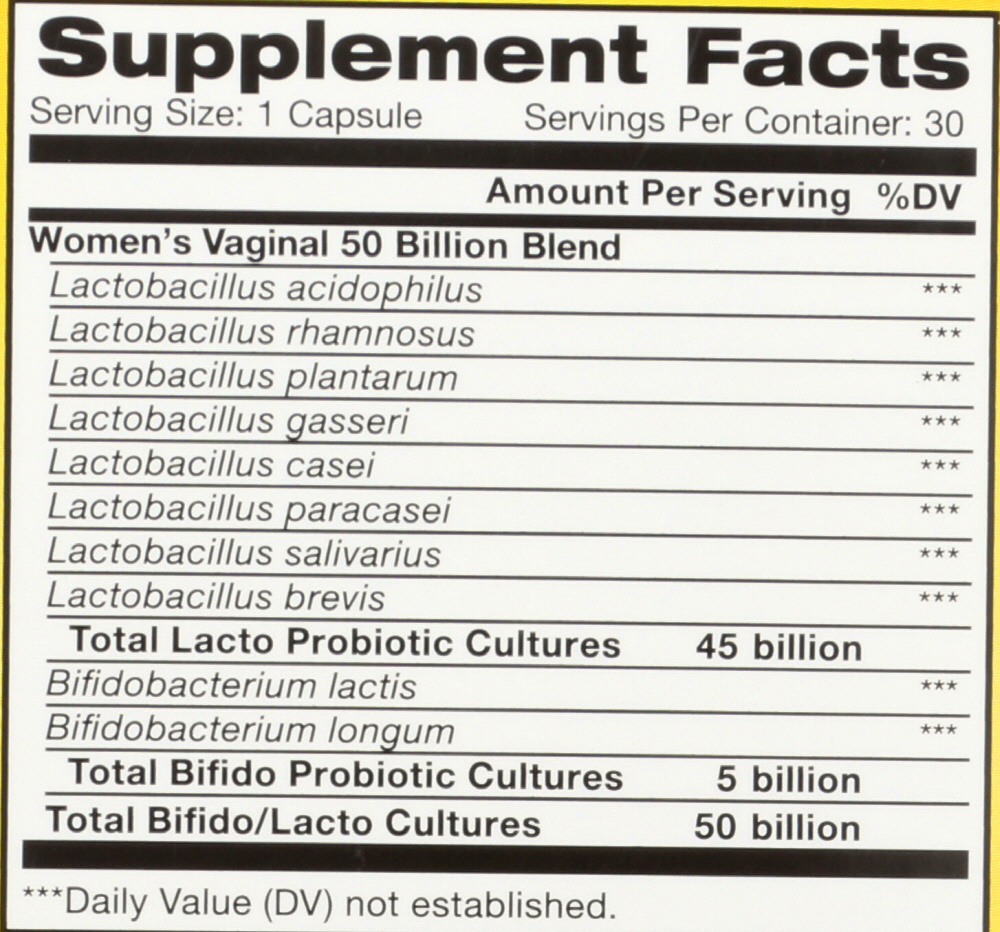 Supplement Facts
Serving Size: 1 Capsule Servings Per Container: 30
Amount Per Serving %DV
Women's Vaginal 50 Billion Blend
Lactobacillus acidophilus ***
Lactobacillus rhamnosus ***
Lactobacillus plantarum ***
Lactobacillus gasseri ***
Lactobacillus casei ***
Lactobacillus paracasei ***
Lactobacillus salivarius ***
Lactobacillus brevis ***
Total Lacto Probiotic Cultures 45 billion
Bifidobacterium lactis ***
Bifidobacterium longum ***
Total Bifido Probiotic Cultures 5 billion
Total Bifido/Lacto Cultures 50 billion
***Daily Value (DV) not established.